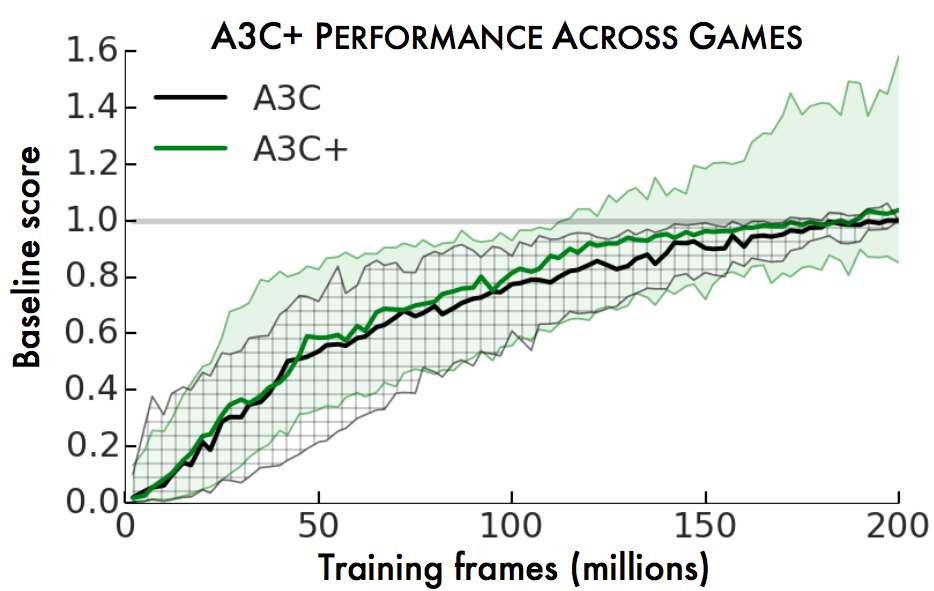 A3C+ PERFORMANCE ACROSS GAMES
A3C
A3C+
Baseline score
1.6
1.4
1.2
1.0
0.8
0.6
0.4
0.2
0.0
0 50 100 150 200
Training frames (millions)